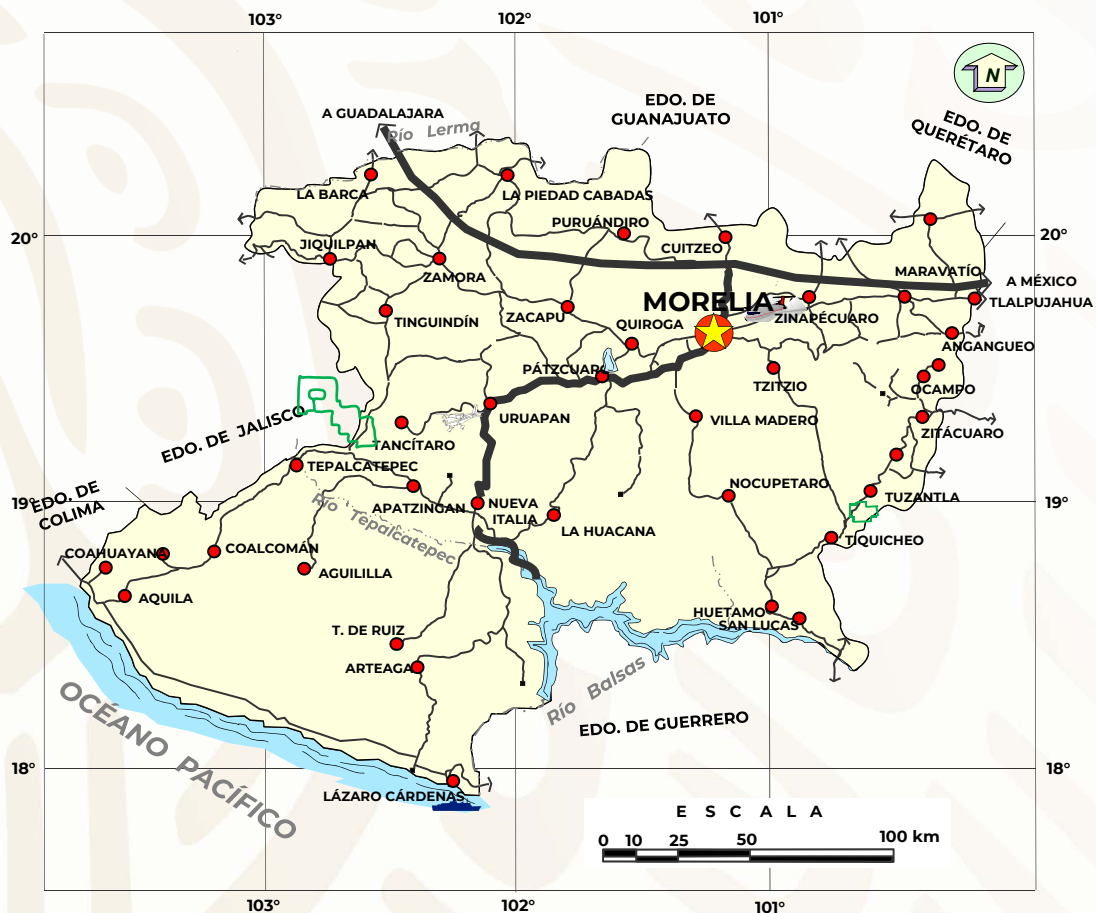 103°
102°
101°
N
A GUADALAJARA
Río Lerma
EDO. DE
GUANAJUATO
EDO. DE
QUERÉTARO
LA BARCA
LA PIEDAD CABADAS
PURUÁNDIRO
20°
20°
JIQUILPAN
CUITZEO
ZAMORA
MARAVATÍO
A MÉXICO
MORELIA
TLALPUJAHUA
TINGUINDÍN
ZACAPU
QUIROGA
ZINAPÉCUARO
ANGANGUEO
PÁTZCUARO
TZITZIO
OCAMPO
EDO. DE JALISCO
URUAPAN
VILLA MADERO
TANCÍTARO
ZITÁCUARO
TEPALCATEPEC
EDO. DE
COLIMA
19°
19°
Río Tepalcatepec
APATZINGAN
NUEVA
ITALIA
NOCUPETARO
TUZANTLA
LA HUACANA
TIQUICHEO
COAHUAYANA
COALCOMÁN
AGUILILLA
AQUILA
HUETAMO
SAN LUCAS
T. DE RUIZ
ARTEAGA
Río Balsas
OCÉANO PACÍFICO
EDO. DE GUERRERO
18°
18°
LÁZARO CÁRDENAS
E S C A L A
0 10 25 50 100 km
103°
102°
101°